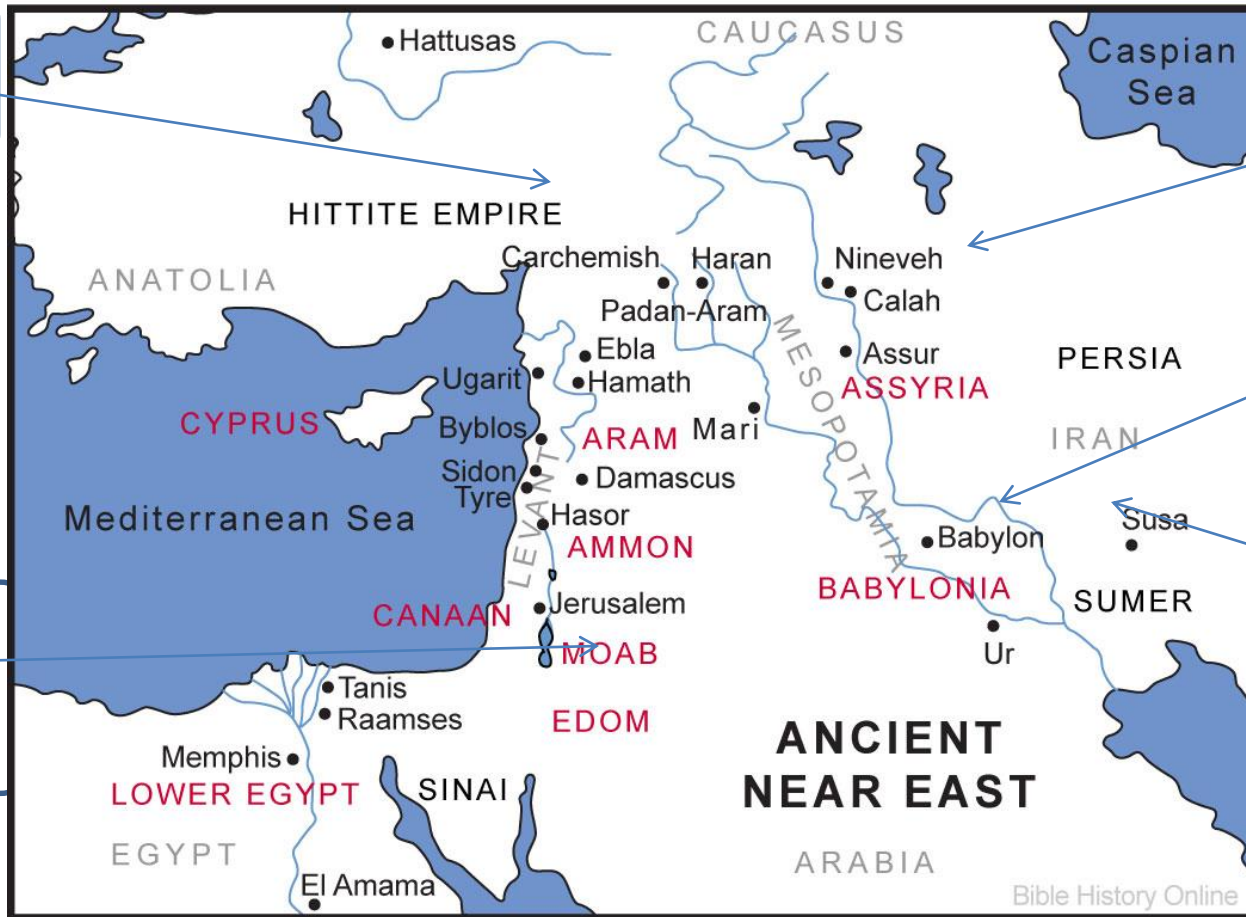 CAUCASUS
Hattusas
Caspian
Sea
HITTITE EMPIRE
Carchemish
Haran
Nineveh
ANATOLIA
Calah
Padan-Aram
MESOPOTAMIA
Ebla
Assur
PERSIA
Ugarit
Hamath
ASSYRIA
CYPRUS
Byblos
ARAM
Mari
IRAN
Sidon
Damascus
Tyre
LEVANT
Mediterranean Sea
Hasor
Susa
AMMON
Babylon
BABYLONIA
CANAAN
Jerusalem
SUMER
MOAB
Ur
Tanis
Raamses
EDOM
ANCIENT
NEAR EAST
Memphis
LOWER EGYPT
SINAI
EGYPT
ARABIA
El Amama
Bible History Online